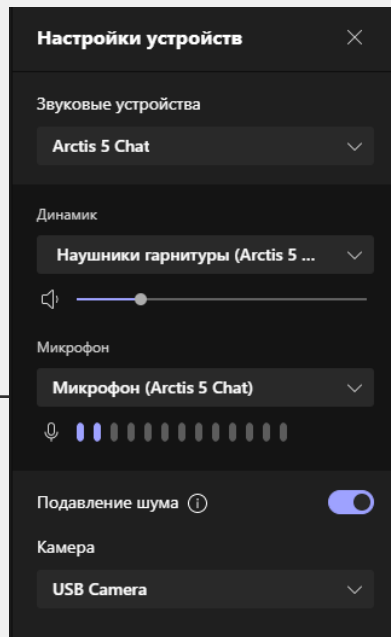 Настройки устройств
Звуковые устройства
Arctis 5 Chat
Динамик
Наушники гарнитуры (Arctis 5 ...
Микрофон
Микрофон (Arctis 5 Chat)
Подавление шума
Камера
USB Camera